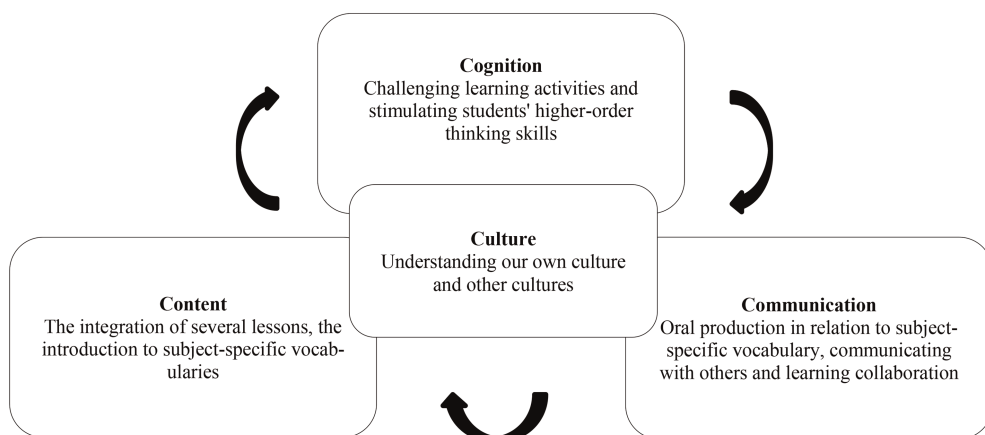 Cognition
Challenging learning activities and
stimulating students' higher-order
thinking skills
Culture
Understanding our own culture
and other cultures
Content
The integration of several lessons, the
introduction to subject-specific vocab-
ularies
Communication
Oral production in relation to subject-
specific vocabulary, communicating
with others and learning collaboration